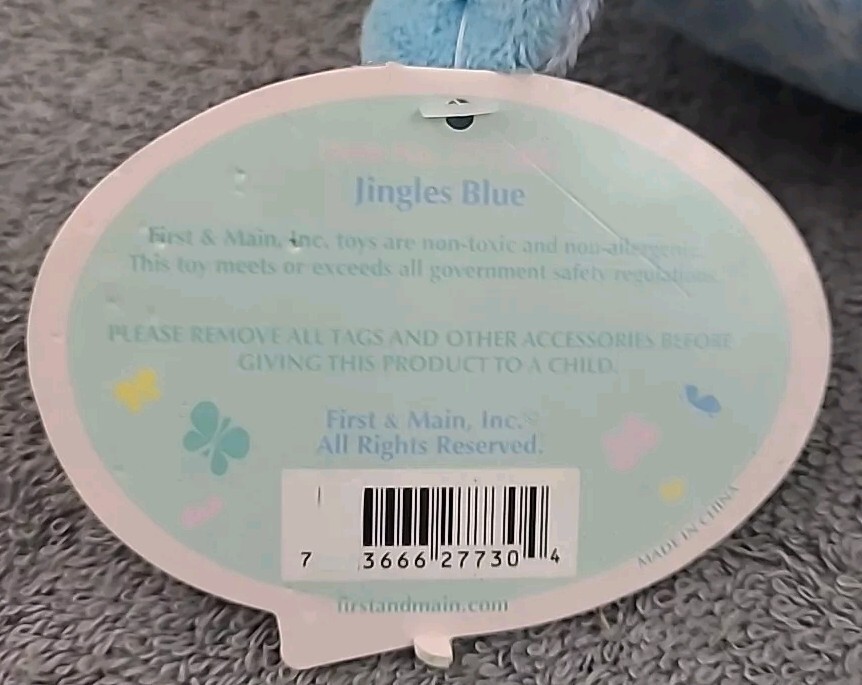 Jingles Blue
First & Main, Inc. toys are non-toxic and non-allergenic.
This toy meets or exceeds all government safety regulations.
PLEASE REMOVE ALL TAGS AND OTHER ACCESSORIES BEFORE
GIVING THIS PRODUCT TO A CHILD.
First & Main, Inc.®
All Rights Reserved.
7 3666 27730 4
MADE IN CHINA
firstandmain.com